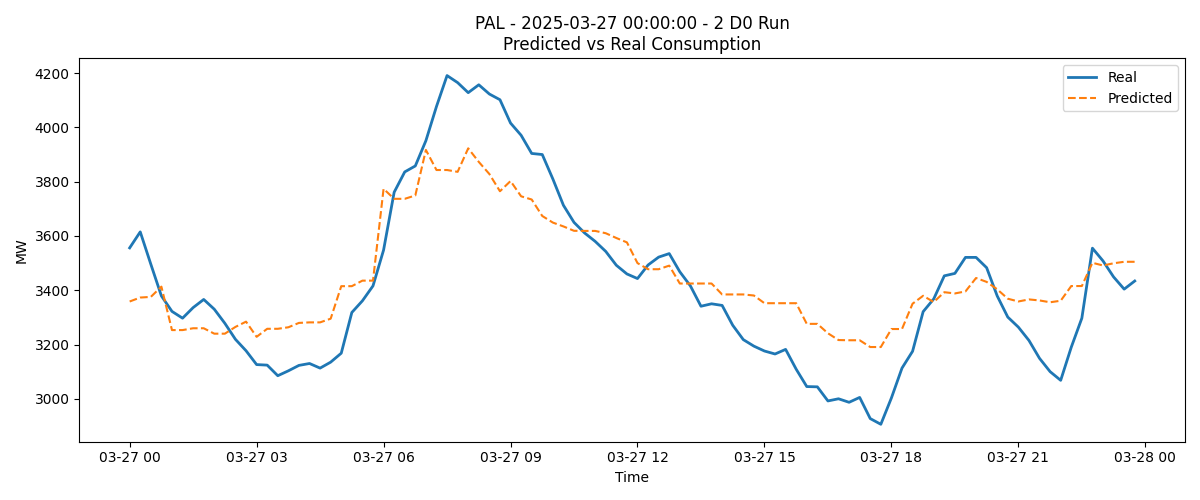 PAL - 2025-03-27 00:00:00 - 2 D0 Run
Predicted vs Real Consumption
Real
Predicted
MW
4200
4000
3800
3600
3400
3200
3000
03-27 00
03-27 03
03-27 06
03-27 09
03-27 12
03-27 15
03-27 18
03-27 21
03-28 00
Time